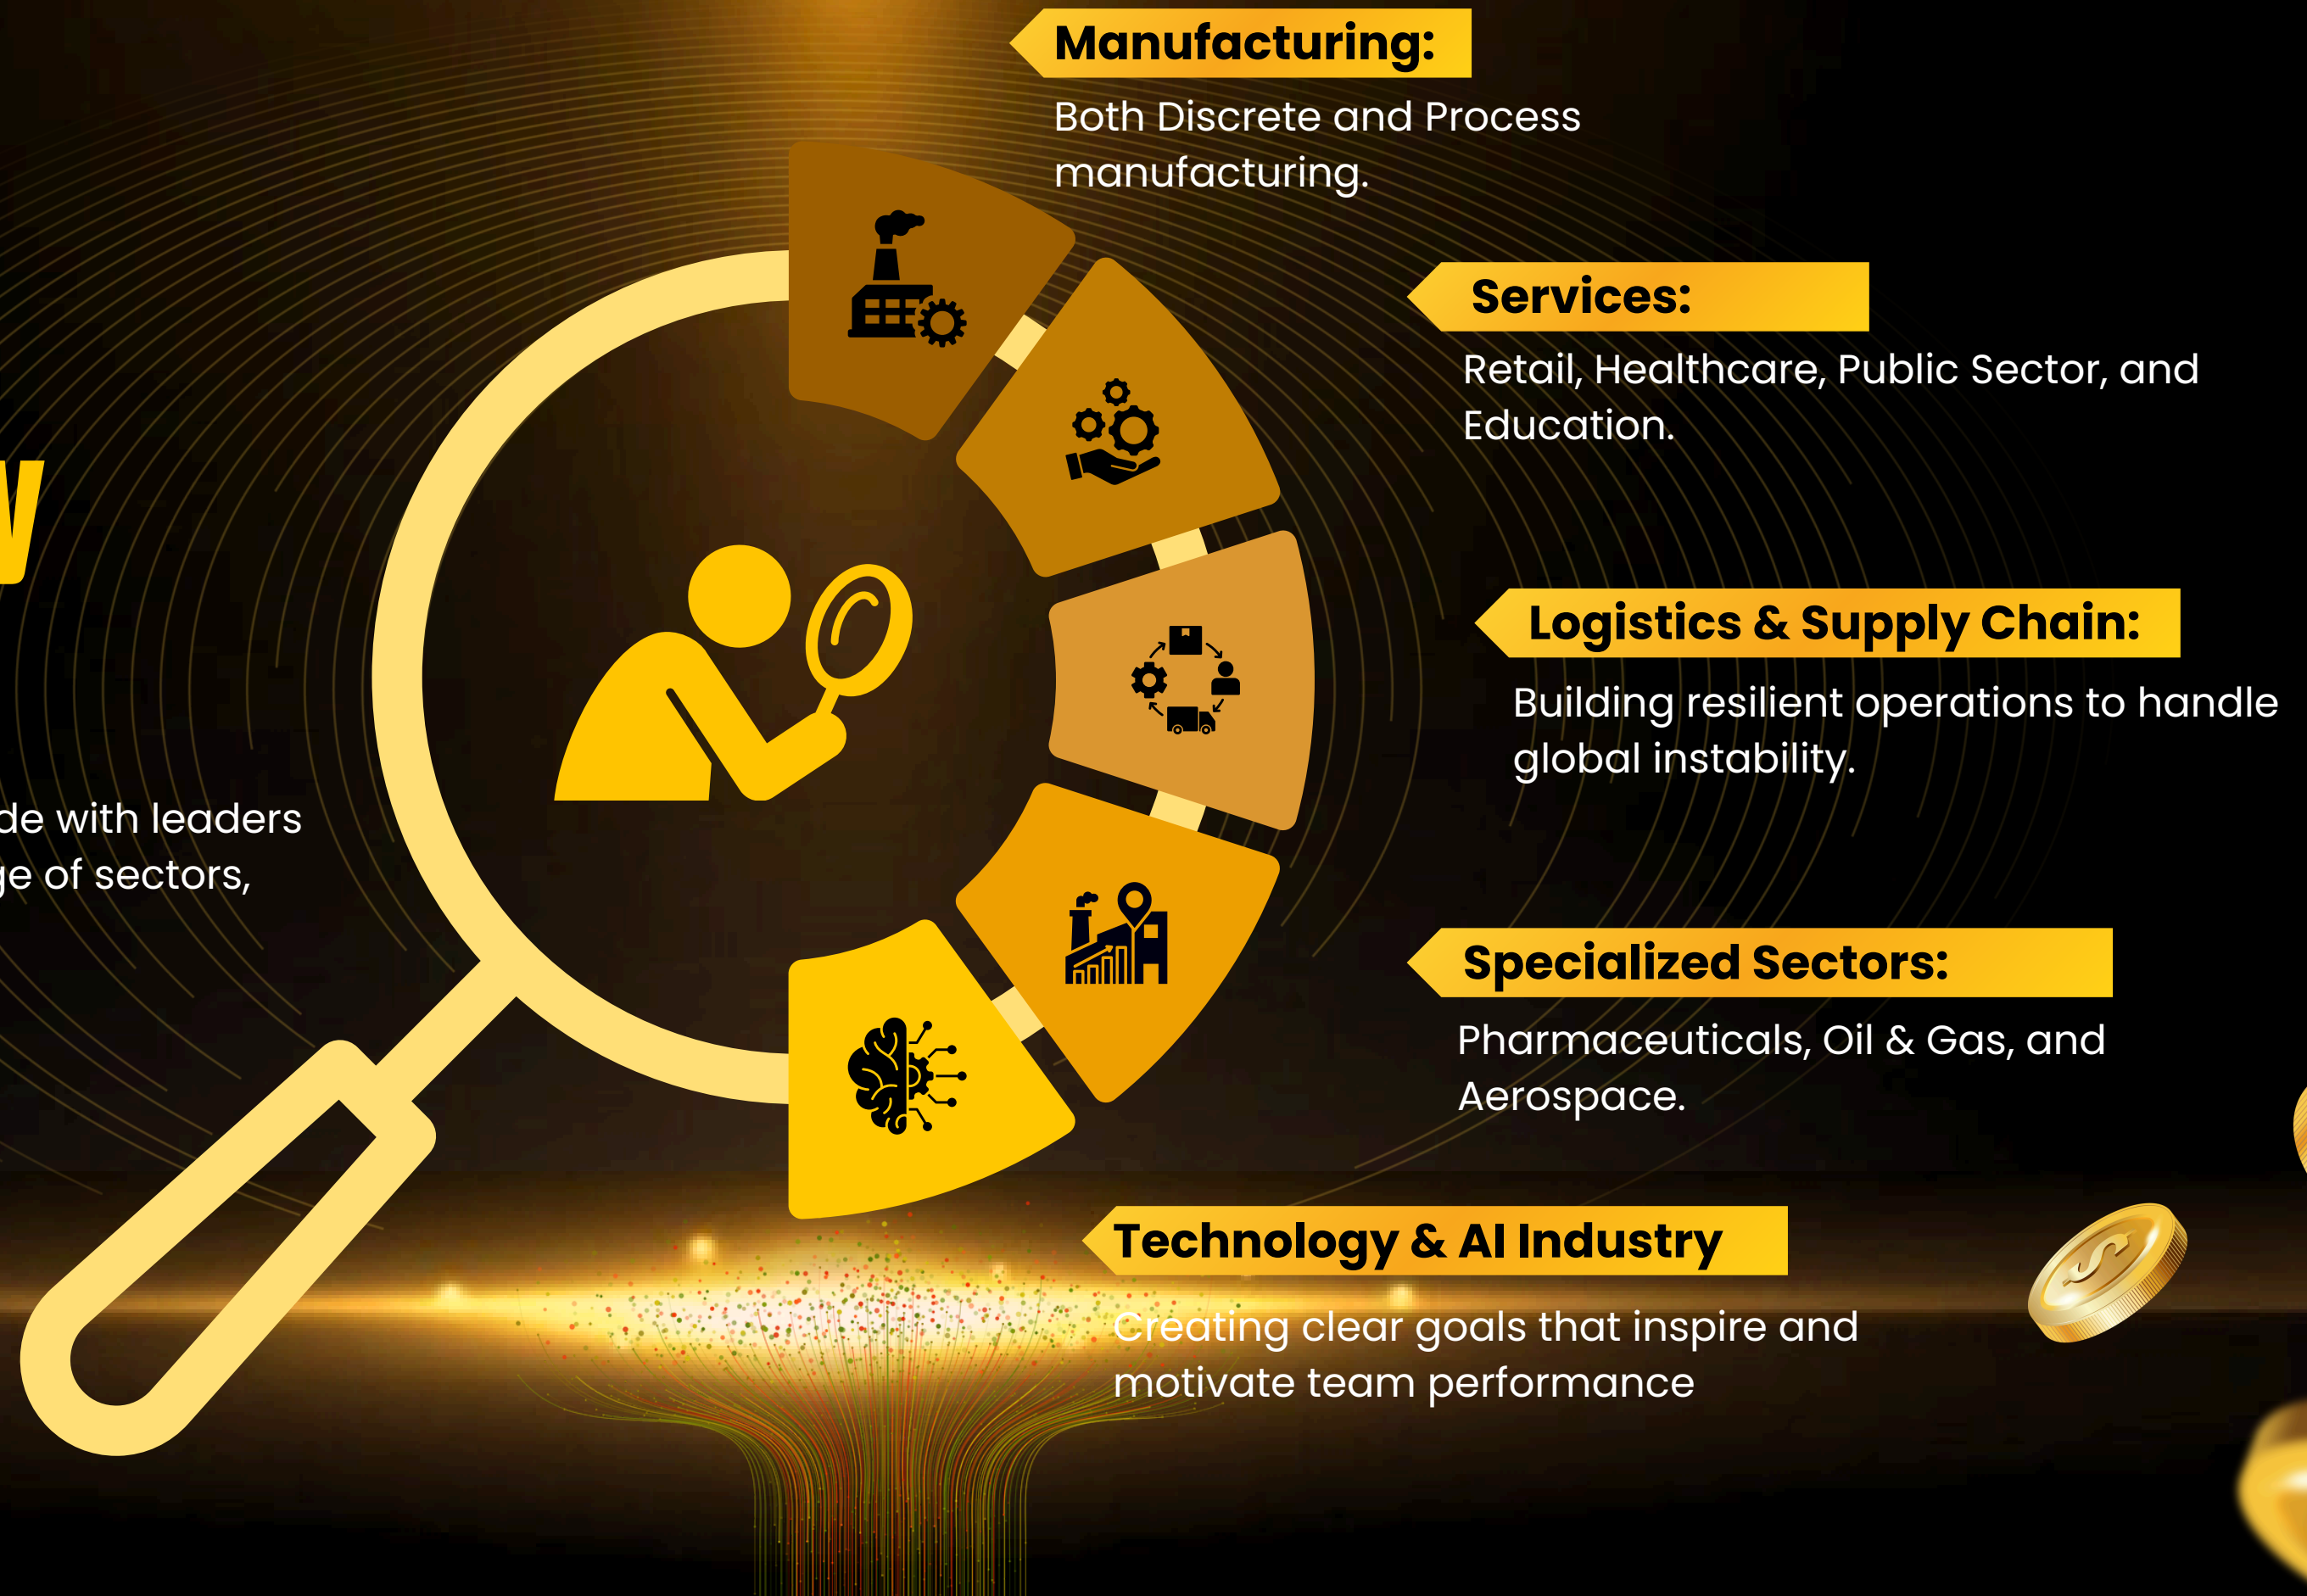 Manufacturing:
Both Discrete and Process
manufacturing.
Services:
Retail, Healthcare, Public Sector, and
Education.
Logistics & Supply Chain:
Building resilient operations to handle
global instability.
with leaders
of sectors,
Specialized Sectors:
Pharmaceuticals, Oil & Gas, and
Aerospace.
Technology & AI Industry
Creating clear goals that inspire and
motivate team performance